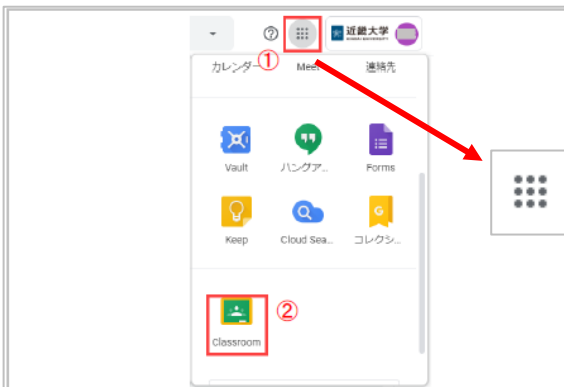 近畿大学
①
カレンダー Meet 連絡先
Vault ハングア... Forms
Keep Cloud Sea... コレクシ...
②
Classroom